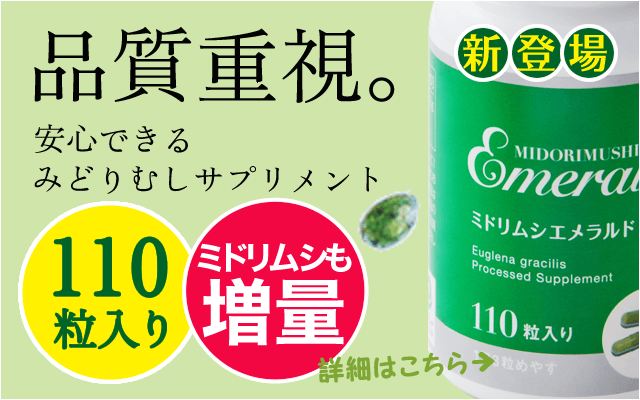 品質重視。
安心できる
みどりむしサプリメント
110
粒入り
ミドリムシも
増量
詳細はこちら→
新登場
MIDORIMUSHI
Emeral
ミドリムシエメラルド
Euglena gracilis
Processed Supplement
110粒入り
粒めやす